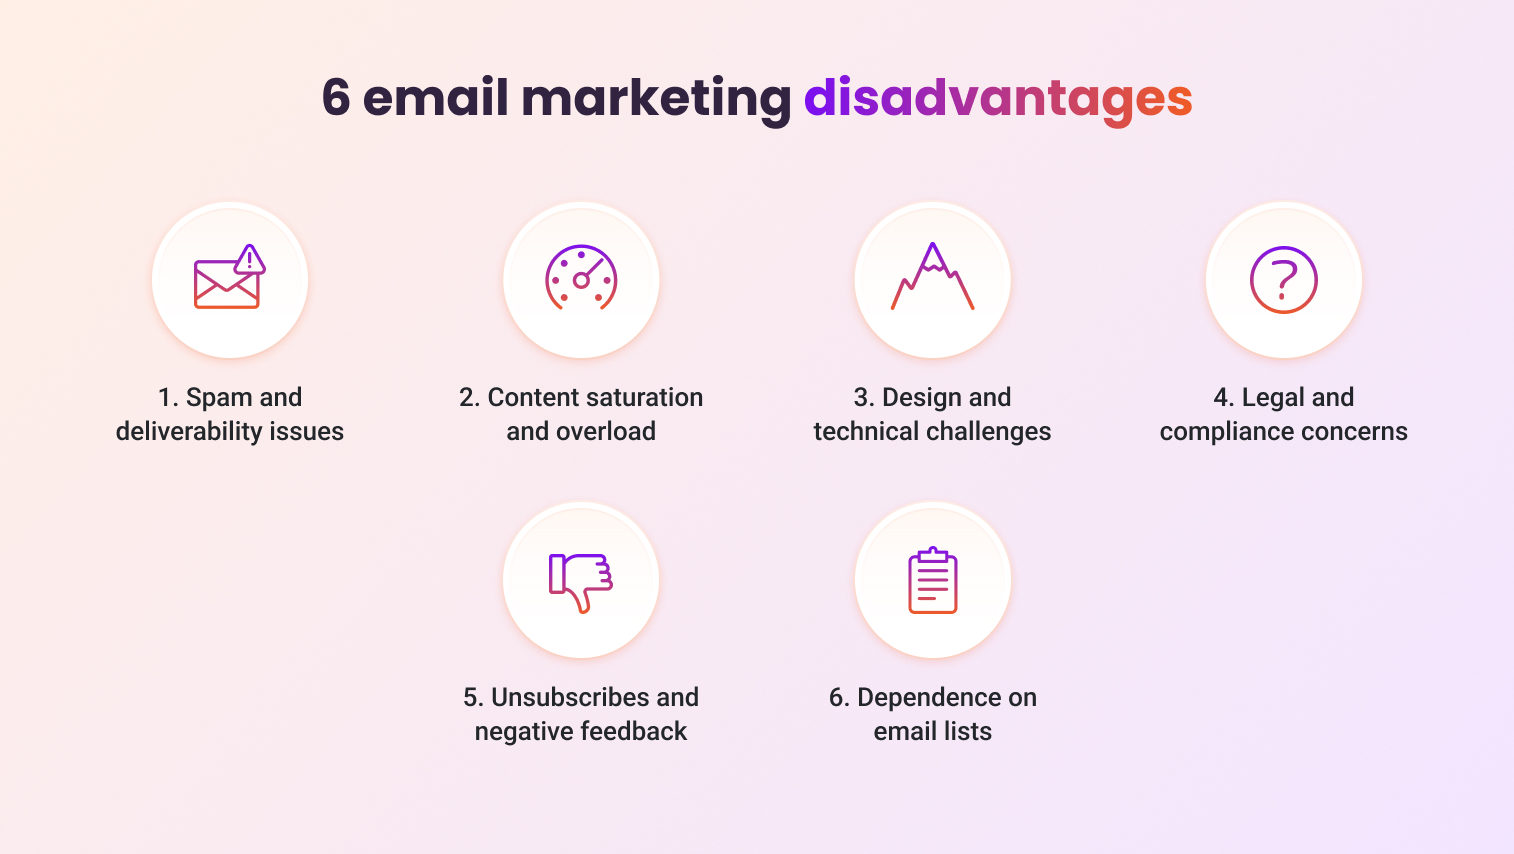 6 email marketing disadvantages
1. Spam and
deliverability issues
2. Content saturation
and overload
3. Design and
technical challenges
4. Legal and
compliance concerns
5. Unsubscribes and
negative feedback
6. Dependence on
email lists